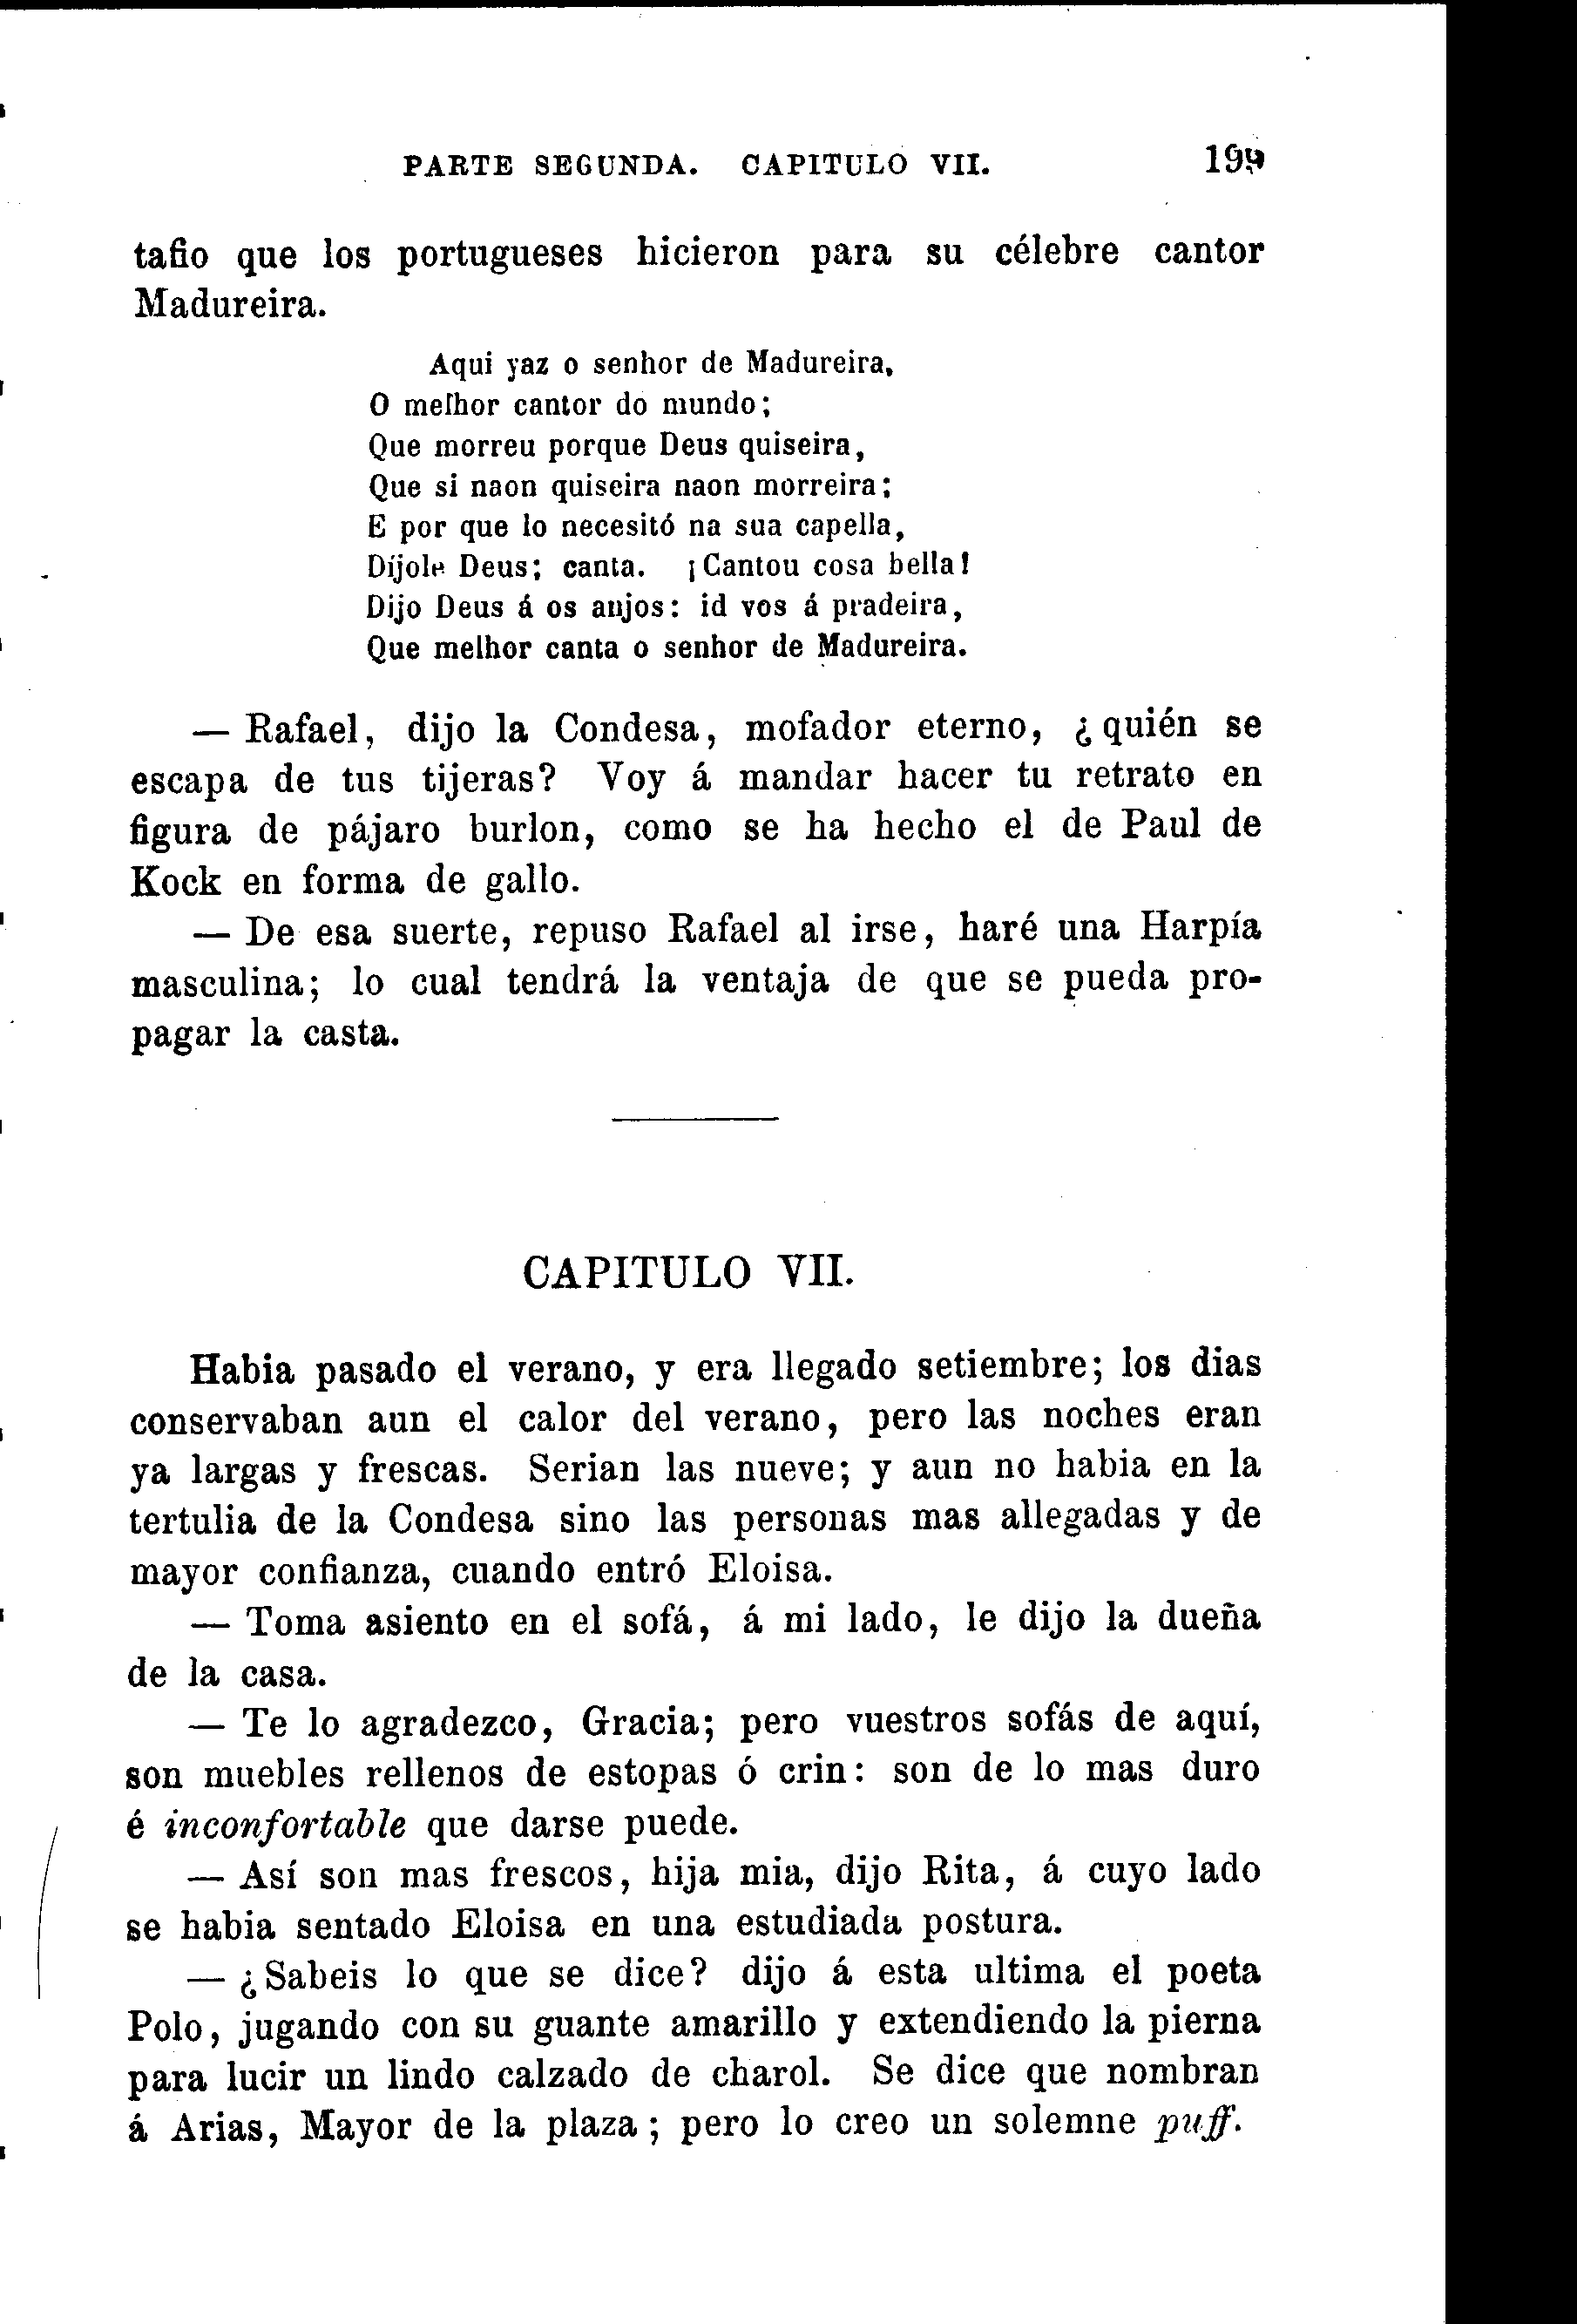 PARTE SEGUNDA. CAPITULO VII. 199
tafio que los portugueses hicieron para su célebre cantor
Madureira.
Aqui yaz o senhor de Madureira,
O melhor cantor do mundo;
Que morreu porque Deus quiseira,
Que si naon quiseira naon morreira;
E por que lo necesitó na sua capella,
Díjole Deus; canta. ¡Cantou cosa bella!
Dijo Deus á os anjos: id vos á pradeira,
Que melhor canta o senhor de Madureira.
— Rafael, dijo la Condesa, mofador eterno, ¿quién se
escapa de tus tijeras? Voy á mandar hacer tu retrato en
figura de pájaro burlon, como se ha hecho el de Paul de
Kock en forma de gallo.
— De esa suerte, repuso Rafael al irse, haré una Harpía
masculina; lo cual tendrá la ventaja de que se pueda pro-
pagar la casta.
CAPITULO VII.
Habia pasado el verano, y era llegado setiembre; los dias
conservaban aun el calor del verano, pero las noches eran
ya largas y frescas. Serian las nueve; y aun no habia en la
tertulia de la Condesa sino las personas mas allegadas y de
mayor confianza, cuando entró Eloisa.
— Toma asiento en el sofá, á mi lado, le dijo la dueña
de la casa.
— Te lo agradezco, Gracia; pero vuestros sofás de aquí,
son muebles rellenos de estopas ó crin: son de lo mas duro
é inconfortable que darse puede.
— Así son mas frescos, hija mia, dijo Rita, á cuyo lado
se habia sentado Eloisa en una estudiada postura.
— ¿Sabeis lo que se dice? dijo á esta ultima el poeta
Polo, jugando con su guante amarillo y extendiendo la pierna
para lucir un lindo calzado de charol. Se dice que nombran
á Arias, Mayor de la plaza; pero lo creo un solemne puff.